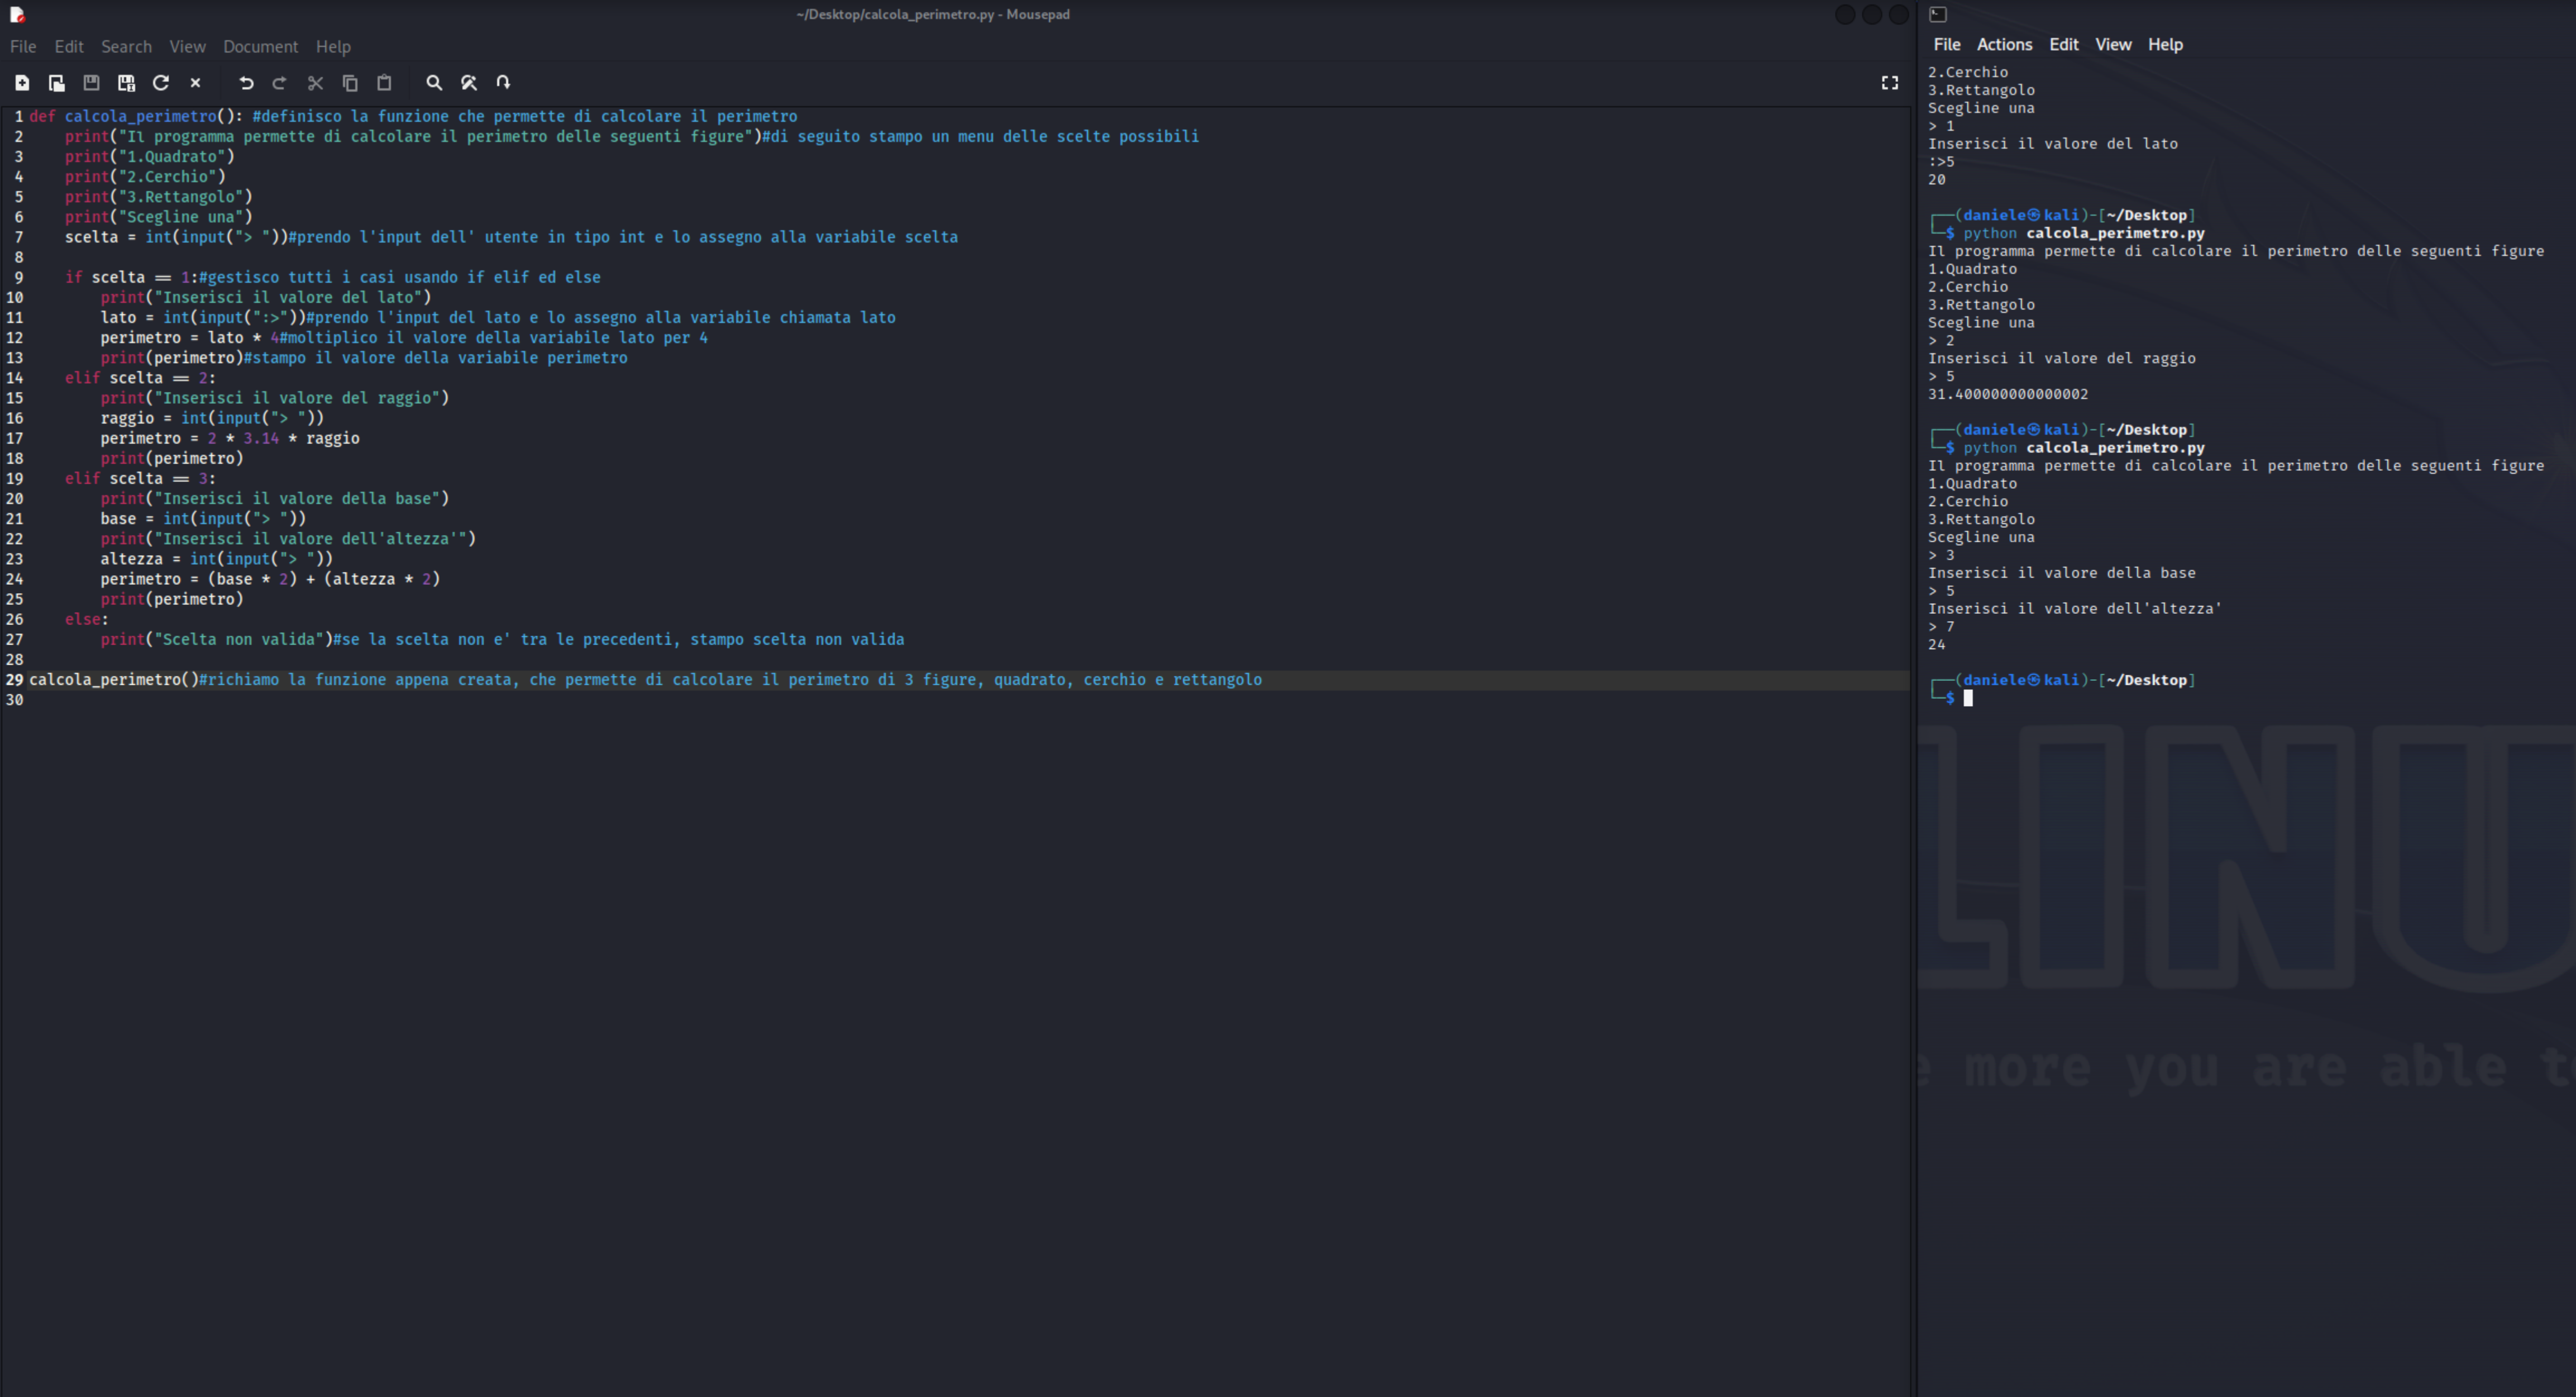 ~/Desktop/calcola_perimetro.py - Mousepad
File Edit Search View Document Help
1 def calcola_perimetro(): #definisco la funzione che permette di calcolare il perimetro
2     print("Il programma permette di calcolare il perimetro delle seguenti figure")#di seguito stampo un menu delle scelte possibili
3     print("1.Quadrato")
4     print("2.Cerchio")
5     print("3.Rettangolo")
6     print("Scegline una")
7     scelta = int(input("> "))#prendo l'input dell' utente in tipo int e lo assegno alla variabile scelta
8
9     if scelta == 1:#gestisco tutti i casi usando if elif ed else
10         print("Inserisci il valore del lato")
11         lato = int(input(":>"))#prendo l'input del lato e lo assegno alla variabile chiamata lato
12         perimetro = lato * 4#moltiplico il valore della variabile lato per 4
13         print(perimetro)#stampo il valore della variabile perimetro
14     elif scelta == 2:
15         print("Inserisci il valore del raggio")
16         raggio = int(input("> "))
17         perimetro = 2 * 3.14 * raggio
18         print(perimetro)
19     elif scelta == 3:
20         print("Inserisci il valore della base")
21         base = int(input("> "))
22         print("Inserisci il valore dell'altezza'")
23         altezza = int(input("> "))
24         perimetro = (base * 2) + (altezza * 2)
25         print(perimetro)
26     else:
27         print("Scelta non valida")#se la scelta non e' tra le precedenti, stampo scelta non valida
28
29 calcola_perimetro()#richiamo la funzione appena creata, che permette di calcolare il perimetro di 3 figure, quadrato, cerchio e rettangolo
30
File Actions Edit View Help
2.Cerchio
3.Rettangolo
Scegline una
> 1
Inserisci il valore del lato
:>5
20
┌──(daniele㉿kali)-[~/Desktop]
└─$ python calcola_perimetro.py
Il programma permette di calcolare il perimetro delle seguenti figure
1.Quadrato
2.Cerchio
3.Rettangolo
Scegline una
> 2
Inserisci il valore del raggio
> 5
31.400000000000002
┌──(daniele㉿kali)-[~/Desktop]
└─$ python calcola_perimetro.py
Il programma permette di calcolare il perimetro delle seguenti figure
1.Quadrato
2.Cerchio
3.Rettangolo
Scegline una
> 3
Inserisci il valore della base
> 5
Inserisci il valore dell'altezza'
> 7
24
┌──(daniele㉿kali)-[~/Desktop]
└─$
LINU
e more you are able t